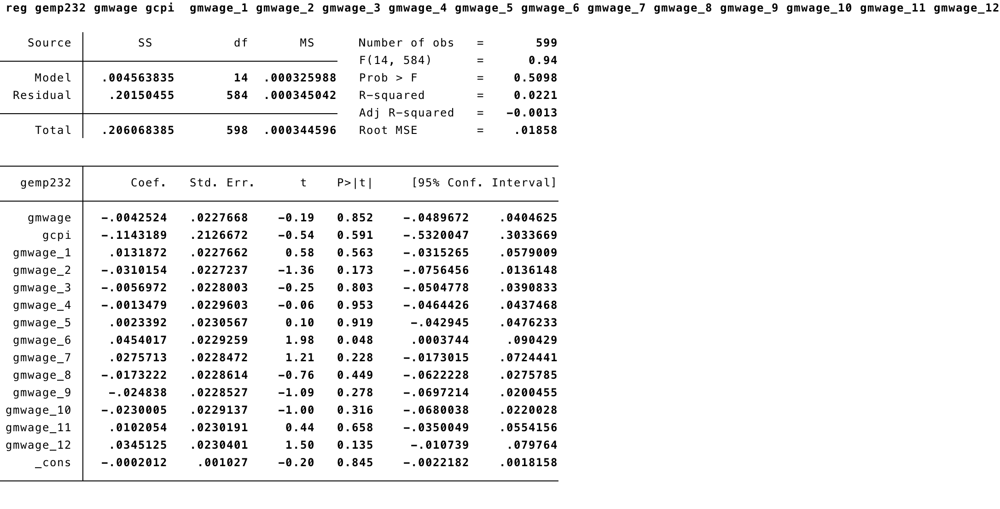 reg gemp232 gmwage gcpi  gmwage_1 gmwage_2 gmwage_3 gmwage_4 gmwage_5 gmwage_6 gmwage_7 gmwage_8 gmwage_9 gmwage_10 gmwage_11 gmwage_12
Source SS df MS Number of obs = 599
F(14, 584) = 0.94
Model .004563835 14 .000325988 Prob > F = 0.5098
Residual .20150455 584 .000345042 R-squared = 0.0221
Adj R-squared = -0.0013
Total .206068385 598 .000344596 Root MSE = .01858
gemp232 Coef. Std. Err. t P>|t| [95% Conf. Interval]
gmwage -.0042524 .0227668 -0.19 0.852 -.0489672 .0404625
gcpi -.1143189 .2126672 -0.54 0.591 -.5320047 .3033669
gmwage_1 .0131872 .0227662 0.58 0.563 -.0315265 .0579009
gmwage_2 -.0310154 .0227237 -1.36 0.173 -.0756456 .0136148
gmwage_3 -.0056972 .0228003 -0.25 0.803 -.0504778 .0390833
gmwage_4 -.0013479 .0229603 -0.06 0.953 -.0464426 .0437468
gmwage_5 .0023392 .0230567 0.10 0.919 -.042945 .0476233
gmwage_6 .0454017 .0229259 1.98 0.048 .0003744 .090429
gmwage_7 .0275713 .0228472 1.21 0.228 -.0173015 .0724441
gmwage_8 -.0173222 .0228614 -0.76 0.449 -.0622228 .0275785
gmwage_9 -.024838 .0228527 -1.09 0.278 -.0697214 .0200455
gmwage_10 -.0230005 .0229137 -1.00 0.316 -.0680038 .0220028
gmwage_11 .0102054 .0230191 0.44 0.658 -.0350049 .0554156
gmwage_12 .0345125 .0230401 1.50 0.135 -.010739 .079764
_cons -.0002012 .001027 -0.20 0.845 -.0022182 .0018158